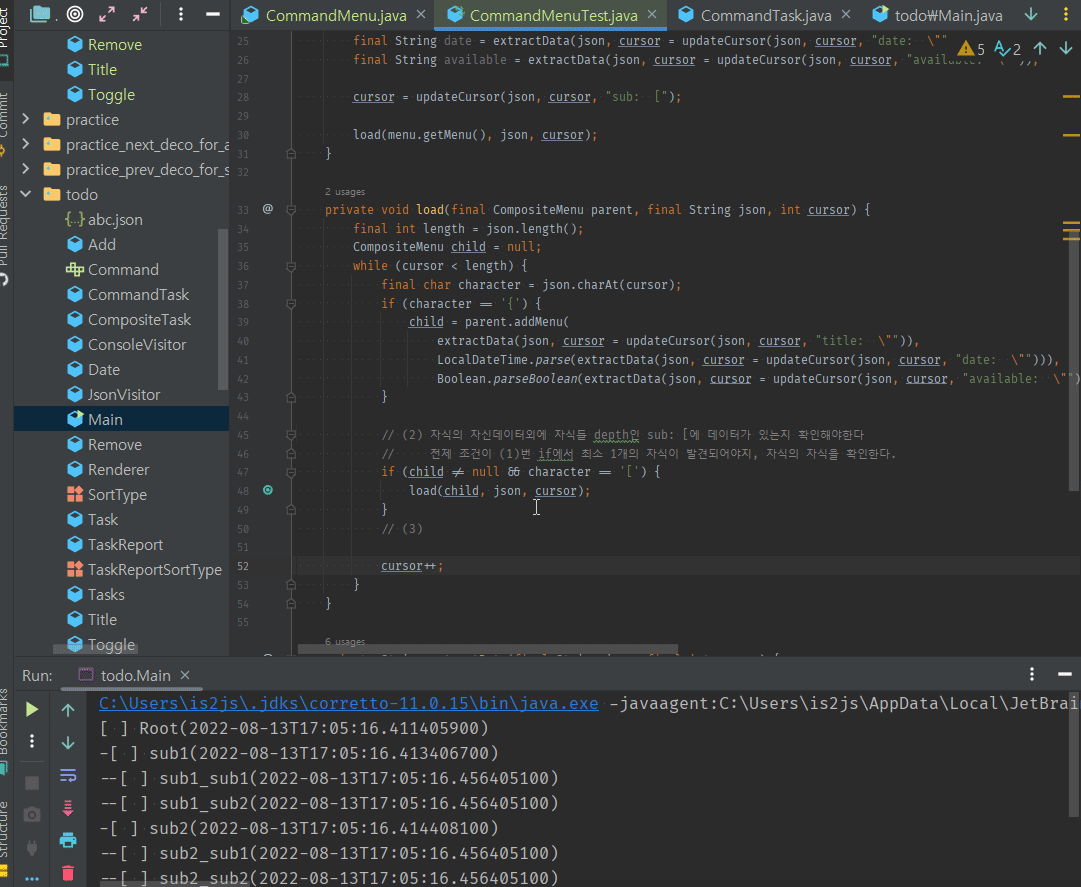 Project
CommandMenu.java
CommandMenuTest.java
CommandTask.java
todo₩Main.java
Commit
Pull Requests
Remove
Title
Toggle
practice
practice_next_deco_for_a
practice_prev_deco_for_s
todo
abc.json
Add
Command
CommandTask
CompositeTask
ConsoleVisitor
Date
JsonVisitor
Main
Remove
Renderer
SortType
Task
TaskReport
TaskReportSortType
Tasks
Title
Toggle
5 2
25 final String date = extractData(json, cursor = updateCursor(json, cursor, "date: \""
26 final String available = extractData(json, cursor = updateCursor(json, cursor, "available: \"
27
28 cursor = updateCursor(json, cursor, "sub: [");
29
30 load(menu.getMenu(), json, cursor);
31 }
32
2 usages
33 @ private void load(final CompositeMenu parent, final String json, int cursor) {
34 final int length = json.length();
35 CompositeMenu child = null;
36 while (cursor < length) {
37 final char character = json.charAt(cursor);
38 if (character == '{') {
39 child = parent.addMenu(
40 extractData(json, cursor = updateCursor(json, cursor, "title: \"")),
41 LocalDateTime.parse(extractData(json, cursor = updateCursor(json, cursor, "date: \""))),
42 Boolean.parseBoolean(extractData(json, cursor = updateCursor(json, cursor, "available: \"")
43 }
44
45 // (2) 자식의 자신데이터외에 자식들 depth인 sub: [에 데이터가 있는지 확인해야한다
46 // 전제 조건이 (1)번 if에서 최소 1개의 자식이 발견되어야지, 자식의 자식을 확인한다.
47 if (child ≠ null && character == '[') {
48 load(child, json, cursor);
49 }
50 // (3)
51
52 cursor++;
53 }
54 }
55
6 usages
Run: todo.Main
Bookmarks
Structure
C:\Users\is2js\.jdks\corretto-11.0.15\bin\java.exe -javaagent:C:\Users\is2js\AppData\Local\JetBrai
[ ] Root(2022-08-13T17:05:16.411405900)
-[ ] sub1(2022-08-13T17:05:16.413406700)
--[ ] sub1_sub1(2022-08-13T17:05:16.456405100)
--[ ] sub1_sub2(2022-08-13T17:05:16.456405100)
-[ ] sub2(2022-08-13T17:05:16.414408100)
--[ ] sub2_sub1(2022-08-13T17:05:16.456405100)
--[ ] sub2_sub2(2022-08-13T17:05:16.456405100)